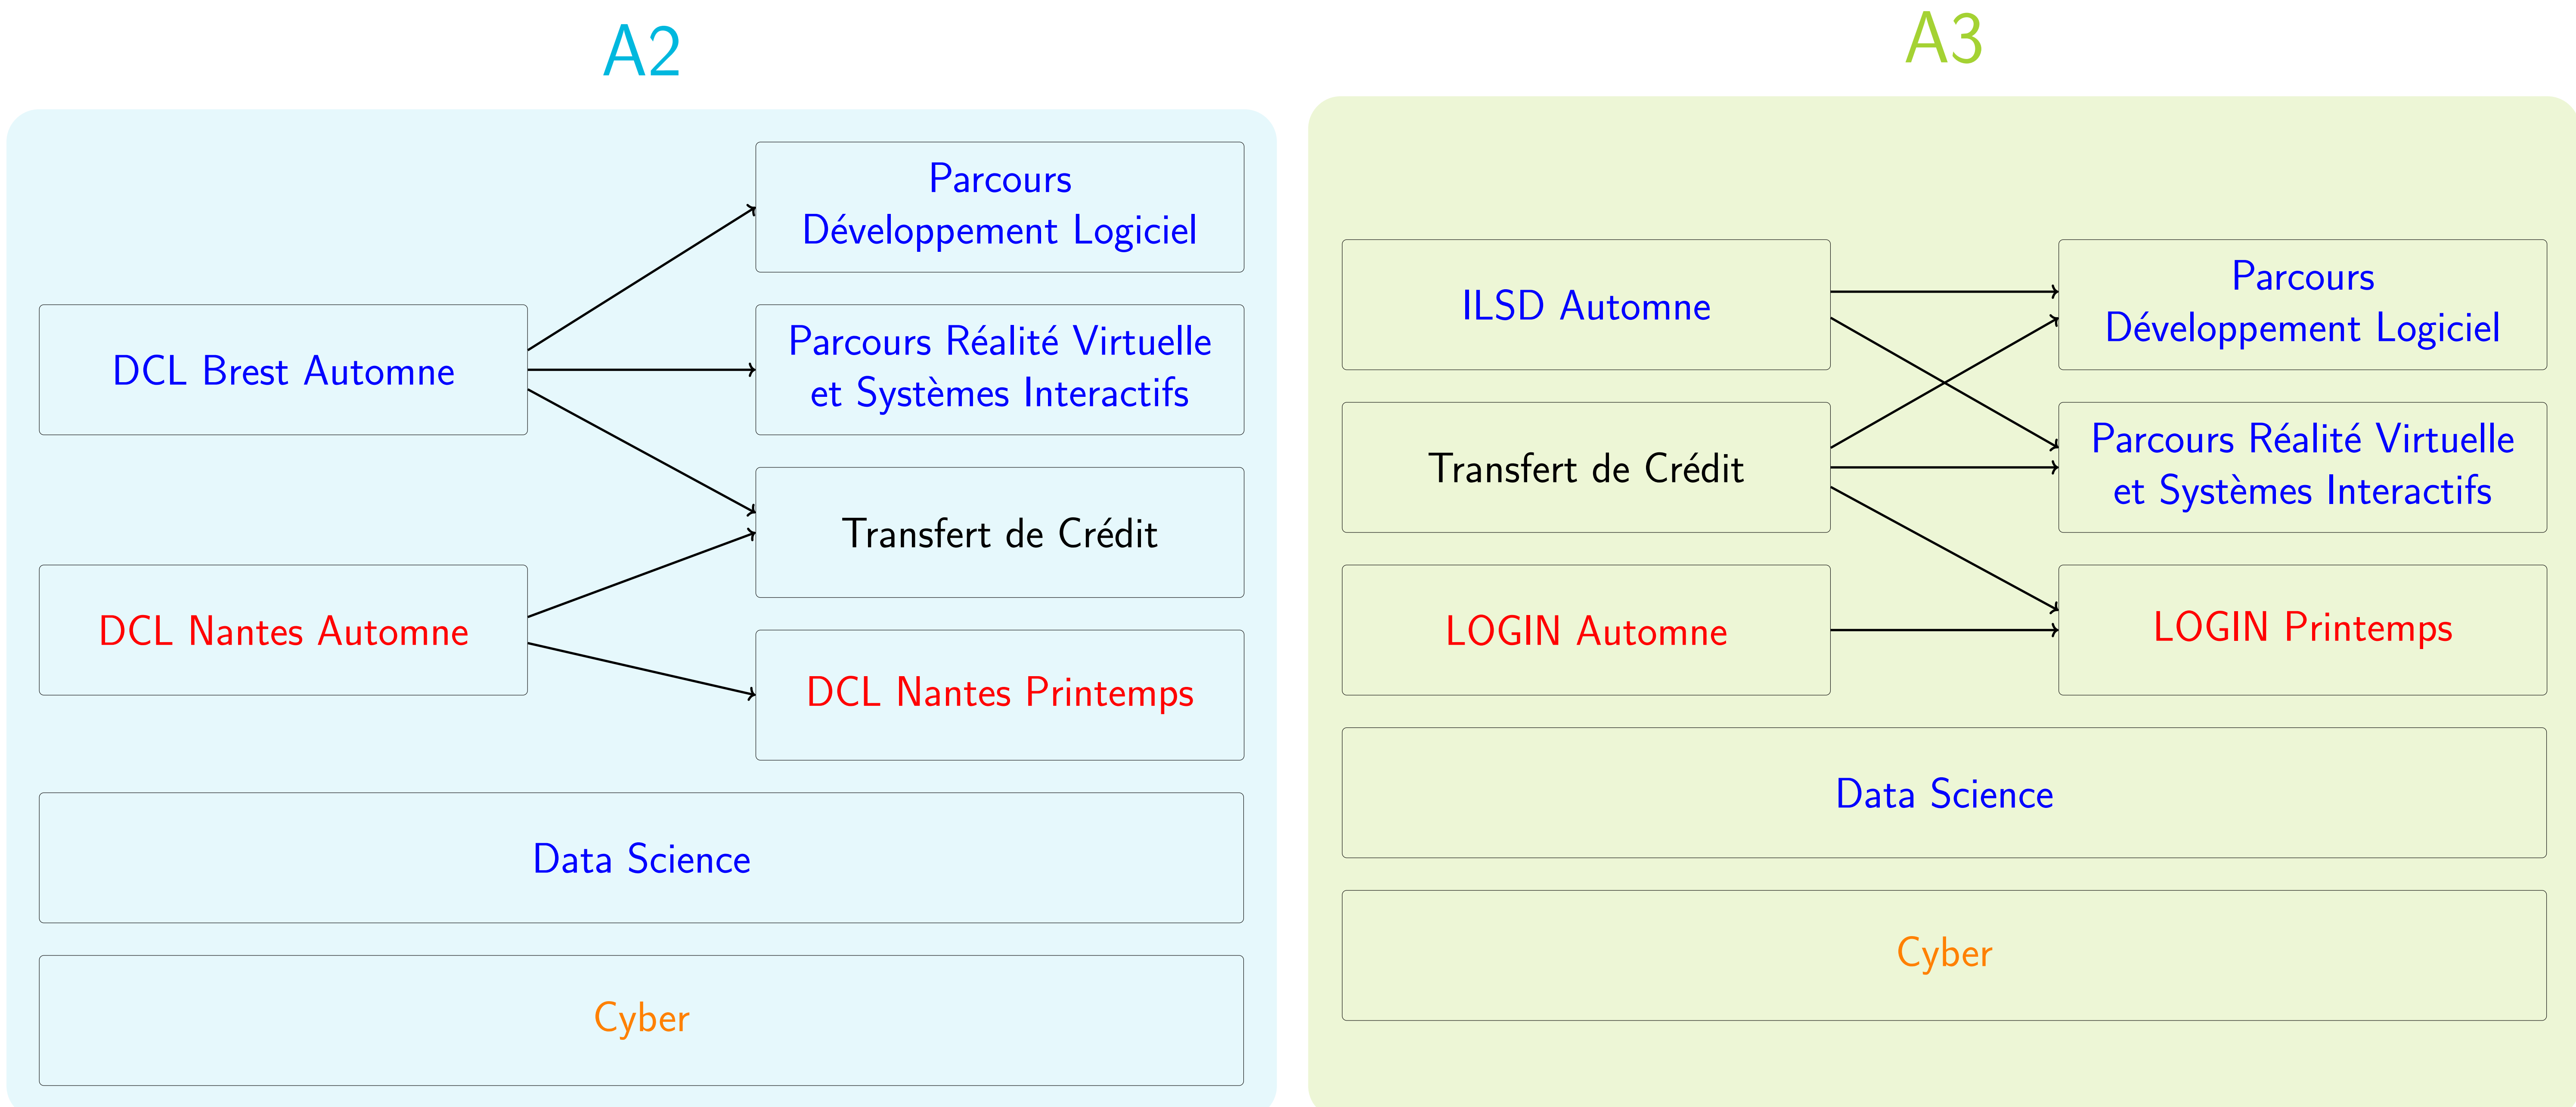 A2
Parcours
Développement Logiciel
DCL Brest Automne
Parcours Réalité Virtuelle
et Systèmes Interactifs
Transfert de Crédit
DCL Nantes Automne
DCL Nantes Printemps
Data Science
Cyber
A3
ILSD Automne
Parcours
Développement Logiciel
Transfert de Crédit
Parcours Réalité Virtuelle
et Systèmes Interactifs
LOGIN Automne
LOGIN Printemps
Data Science
Cyber